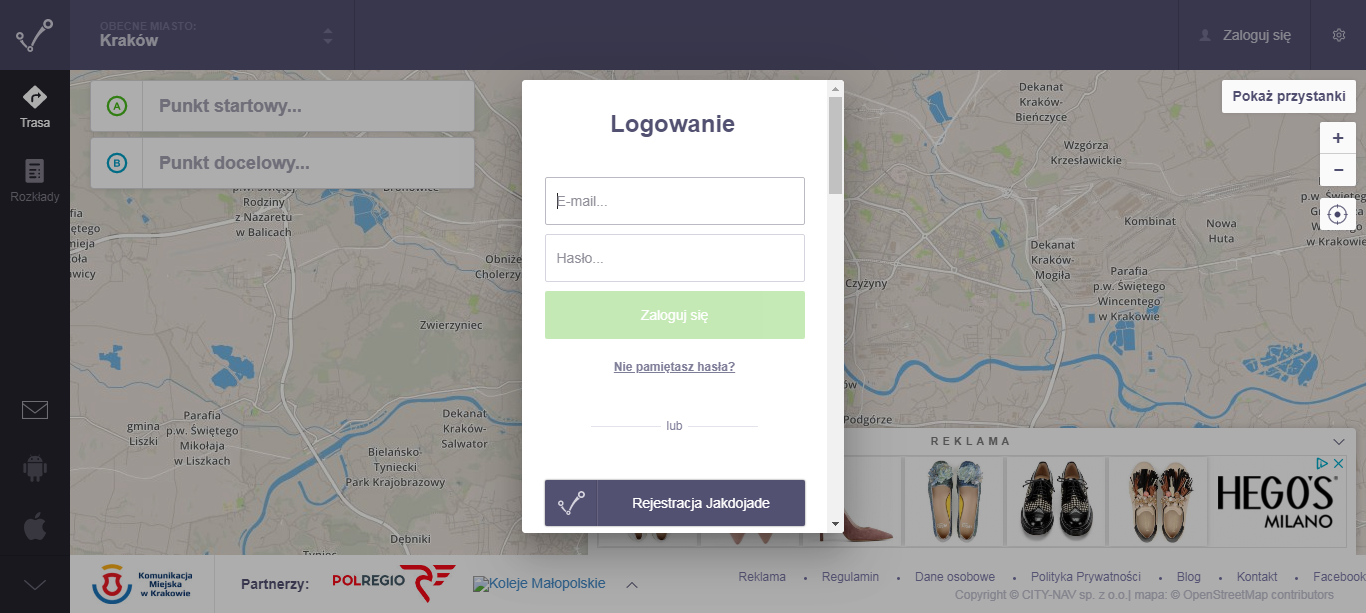 OBECNE MIASTO:
Kraków
Zaloguj się
Trasa
Rozkłady
A
Punkt startowy...
B
Punkt docelowy...
Pokaż przystanki
+
−
Logowanie
E-mail...
Hasło...
Zaloguj się
Nie pamiętasz hasła?
lub
Rejestracja Jakdojade
p.w. Świętej
Rodziny
z Nazaretu
w Balicach
Zwierzyniec
Parafia
p.w. Świętego
Mikołaja
w Liszkach
gmina
Liszki
Bielańsko-
Tyniecki
Park Krajobrazowy
Dekanat
Kraków-
Salwator
Dębniki
Tyniec
Dekanat
Kraków-
Bieńczyce
Wzgórza
Krzesławickie
Kombinat
Nowa
Huta
Dekanat
Kraków-
Mogiła
Parafia
p.w. Świętego
Wincentego
w Krakowie
w Krakowie
Czyżyny
Podgórze
REKLAMA
HEGO'S
MILANO
Komunikacja
Miejska
w Krakowie
Partnerzy:
POLREGIO
Koleje Małopolskie
Reklama • Regulamin • Dane osobowe • Polityka Prywatności • Blog • Kontakt • Facebook
Copyright © CITY-NAV sp. z o.o.| mapa: © OpenStreetMap contributors